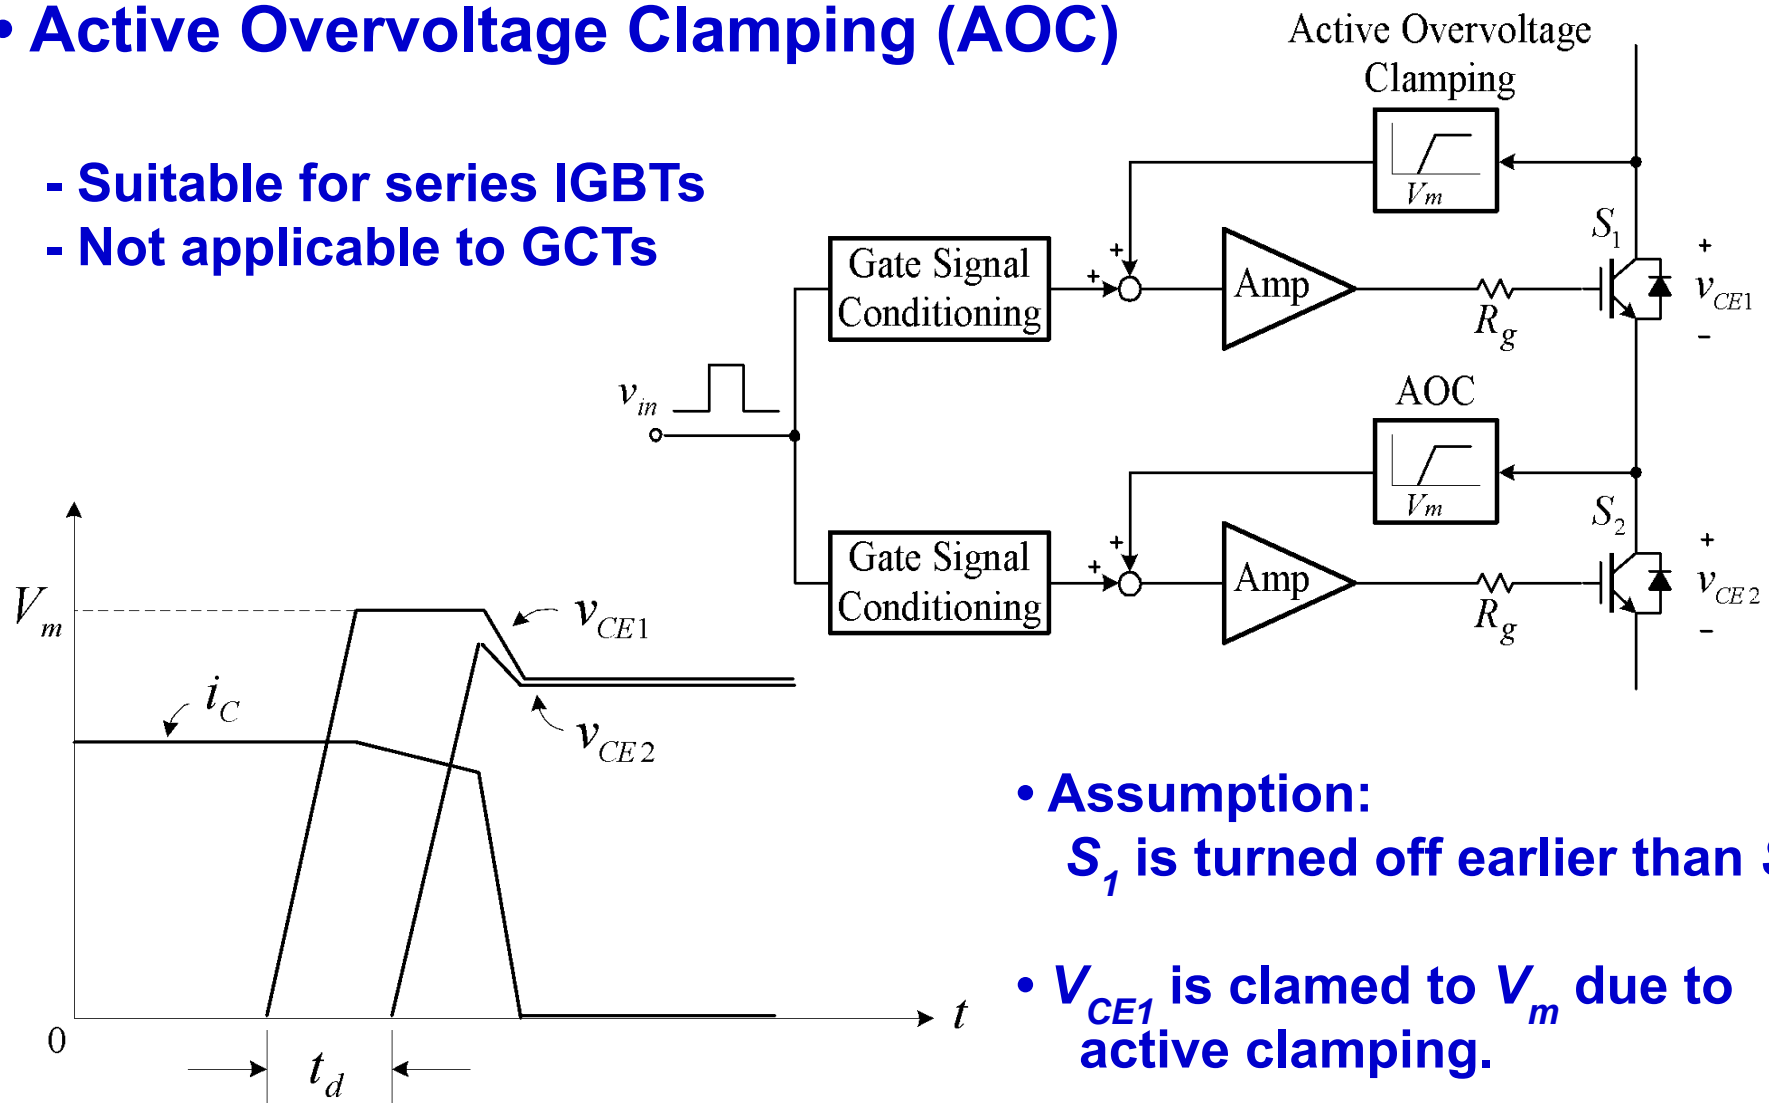 • Active Overvoltage Clamping (AOC)
- Suitable for series IGBTs
- Not applicable to GCTs
Active Overvoltage
Clamping
Vm
S1
+
vCE1
-
Gate Signal
Conditioning
+
+
Amp
Rg
vin
AOC
Vm
S2
+
vCE2
-
Gate Signal
Conditioning
+
+
Amp
Rg
Vm
vCE1
iC
vCE2
0
t
td
• Assumption:
S1 is turned off earlier than
• VCE1 is clamed to Vm due to
active clamping.